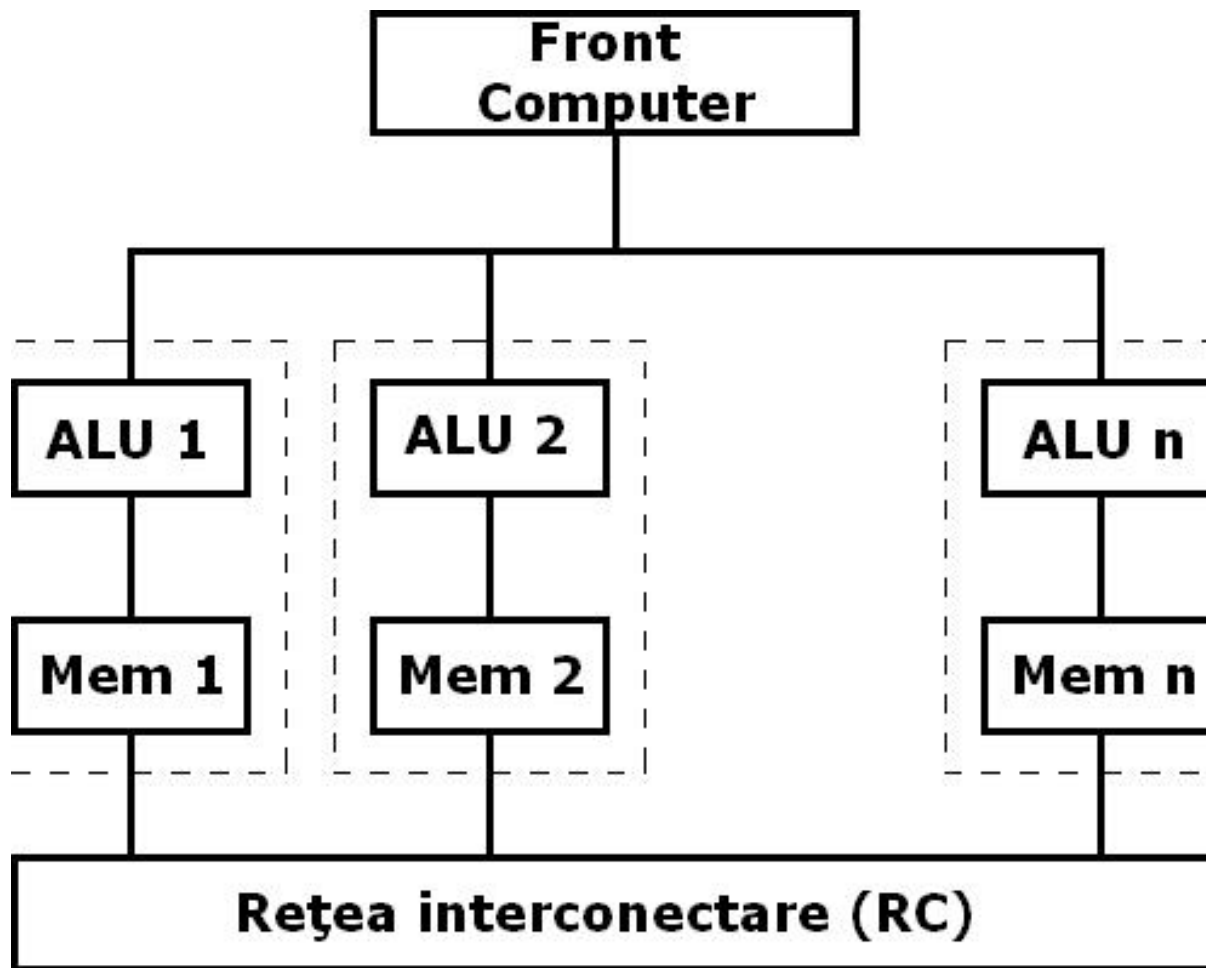 Front
Computer
ALU 1
ALU 2
ALU n
Mem 1
Mem 2
Mem n
Reţea interconectare (RC)